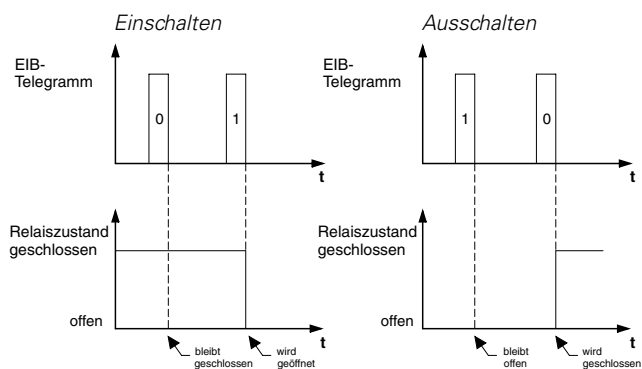 Einschalten
EIB-
Telegramm
0
1
t
Relaiszustand
geschlossen
offen
t
bleibt
geschlossen
wird
geöffnet
Ausschalten
EIB-
Telegramm
1
0
t
Relaiszustand
geschlossen
offen
t
bleibt
offen
wird
geschlossen